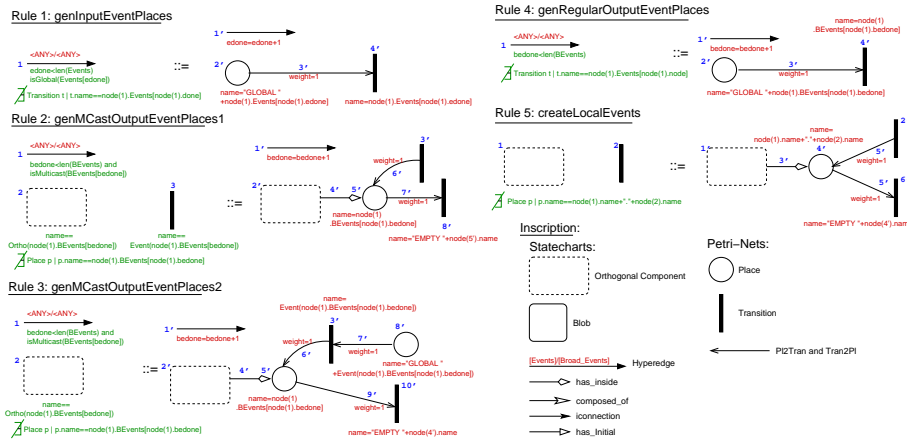 Rule 1: genInputEventPlaces
<ANY>/<ANY>
1
edone<len(Events)
isGlobal(Events[edone])
∄ Transition t | t.name==node(1).Events[node(1).done]
::=
1'
edone=edone+1
2'
3'
weight=1
4'
name="GLOBAL "
+node(1).Events[node(1).edone]
name=node(1).Events[node(1).edone]
Rule 2: genMCastOutputEventPlaces1
<ANY>/<ANY>
1
bedone<len(BEvents) and
isMulticast(BEvents[bedone])
2
3
name==
Ortho(node(1).BEvents[bedone])
name==
Event(node(1).BEvents[bedone])
∄ Place p | p.name==node(1).BEvents[node(1).bedone]
::=
1'
bedone=bedone+1
2'
4'
5'
3'
weight=1
6'
7'
weight=1
8'
name=node(1)
.BEvents[node(1).bedone]
name="EMPTY "+node(5').name
Rule 3: genMCastOutputEventPlaces2
<ANY>/<ANY>
1
bedone<len(BEvents) and
isMulticast(BEvents[bedone])
2
name==
Ortho(node(1).BEvents[bedone])
∄ Place p | p.name==node(1).BEvents[node(1).bedone]
::=
1'
bedone=bedone+1
2'
4'
5'
name=
Event(node(1).BEvents[node(1).bedone])
3'
weight=1
6'
7'
weight=1
8'
name="GLOBAL "
+Event(node(1).BEvents[node(1).bedone]
name=node(1)
.BEvents[node(1).bedone]
9'
weight=1
10'
name="EMPTY "+node(4').name
Rule 4: genRegularOutputEventPlaces
<ANY>/<ANY>
1
bedone<len(BEvents)
∄ Transition t | t.name==node(1).BEvents[node(1).node]
::=
name=node(1)
.BEvents[node(1).bedone]
1'
bedone=bedone+1
4'
2'
3'
weight=1
name="GLOBAL "+node(1).BEvents[node(1).bedone]
Rule 5: createLocalEvents
1
2
∄ Place p | p.name==node(1).name+"."+node(2).name
::=
1'
name=
node(1).name+"."+node(2).name
3'
4'
2
5'
weight=1
5'
weight=1
6
name="EMPTY "+node(4').name
Inscription:
Statecharts:
Orthogonal Component
Blob
[Events]/[Broad_Events]
Hyperedge
has_inside
composed_of
iconnection
has_Initial
Petri-Nets:
Place
Transition
Pl2Tran and Tran2Pl